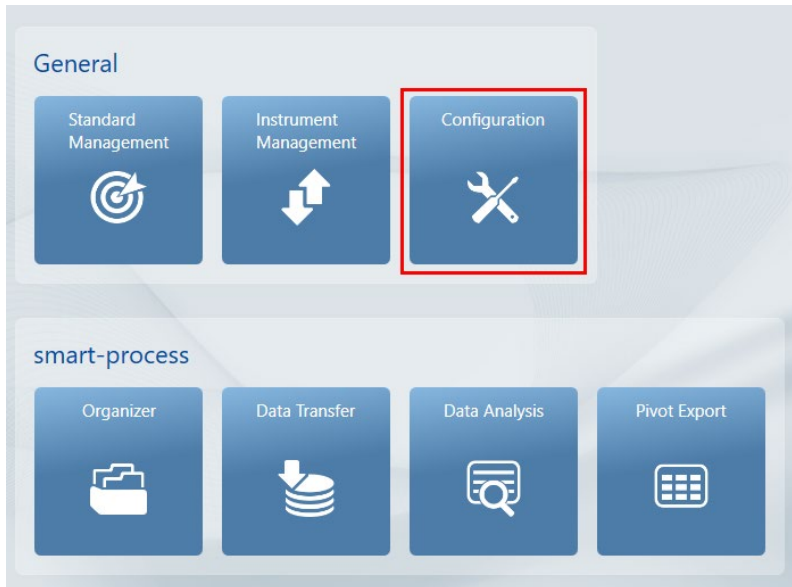 General
Standard
Management
Instrument
Management
Configuration
smart-process
Organizer
Data Transfer
Data Analysis
Pivot Export